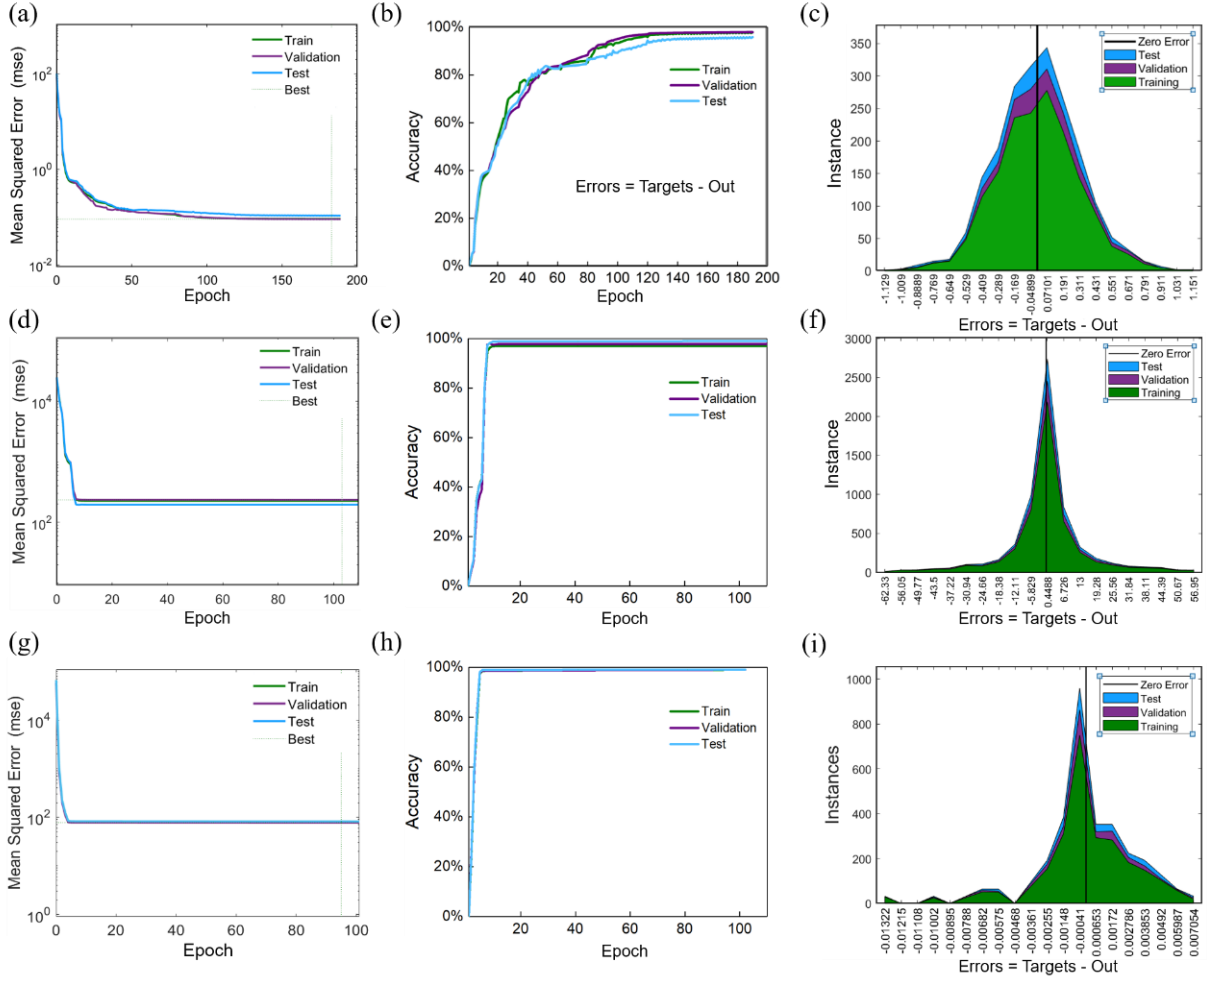 (a)
Mean Squared Error (mse)
10^2
10^0
10^-2
Train
Validation
Test
Best
0 50 100 150 200
Epoch
(b)
Accuracy
100%
80%
60%
40%
20%
0%
Train
Validation
Test
Errors = Targets - Out
20 40 60 80 100 120 140 160 180 200
Epoch
(c)
Instance
350
300
250
200
150
100
50
0
Zero Error
Test
Validation
Training
-1.129 -1.009 -0.8889 -0.769 -0.649 -0.529 -0.409 -0.289 -0.169 -0.04899 0.07101 0.191 0.311 0.431 0.551 0.671 0.791 0.911 1.031 1.151
Errors = Targets - Out
(d)
Mean Squared Error (mse)
10^4
10^2
Train
Validation
Test
Best
0 20 40 60 80 100
Epoch
(e)
Accuracy
100%
80%
60%
40%
20%
0%
Train
Validation
Test
20 40 60 80 100
Epoch
(f)
Instance
3000
2500
2000
1500
1000
500
0
Zero Error
Test
Validation
Training
-62.33 -56.05 -49.77 -43.5 -37.22 -30.94 -24.66 -18.38 -12.11 -5.829 0.4488 6.726 13 19.28 25.56 31.84 38.11 44.39 50.67 56.95
Errors = Targets - Out
(g)
Mean Squared Error (mse)
10^4
10^2
10^0
Train
Validation
Test
Best
0 20 40 60 80 100
Epoch
(h)
Accuracy
100%
80%
60%
40%
20%
0%
Train
Validation
Test
20 40 60 80 100
Epoch
(i)
Instances
1000
800
600
400
200
0
Zero Error
Test
Validation
Training
-0.01322 -0.01215 -0.01108 -0.01002 -0.00895 -0.00788 -0.00682 -0.00575 -0.00468 -0.00361 -0.00255 -0.00148 -0.00041 0.000653 0.00172 0.002786 0.003853 0.00492 0.005987 0.007054
Errors = Targets - Out